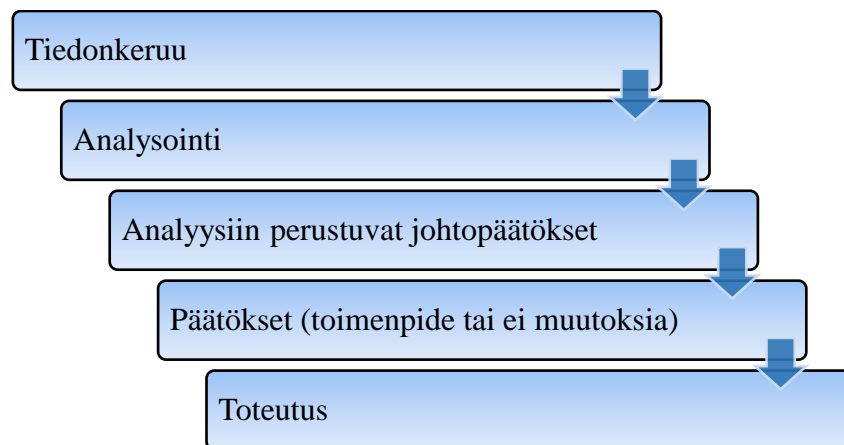 Tiedonkeruu
Analysointi
Analyysiin perustuvat johtopäätökset
Päätökset (toimenpide tai ei muutoksia)
Toteutus